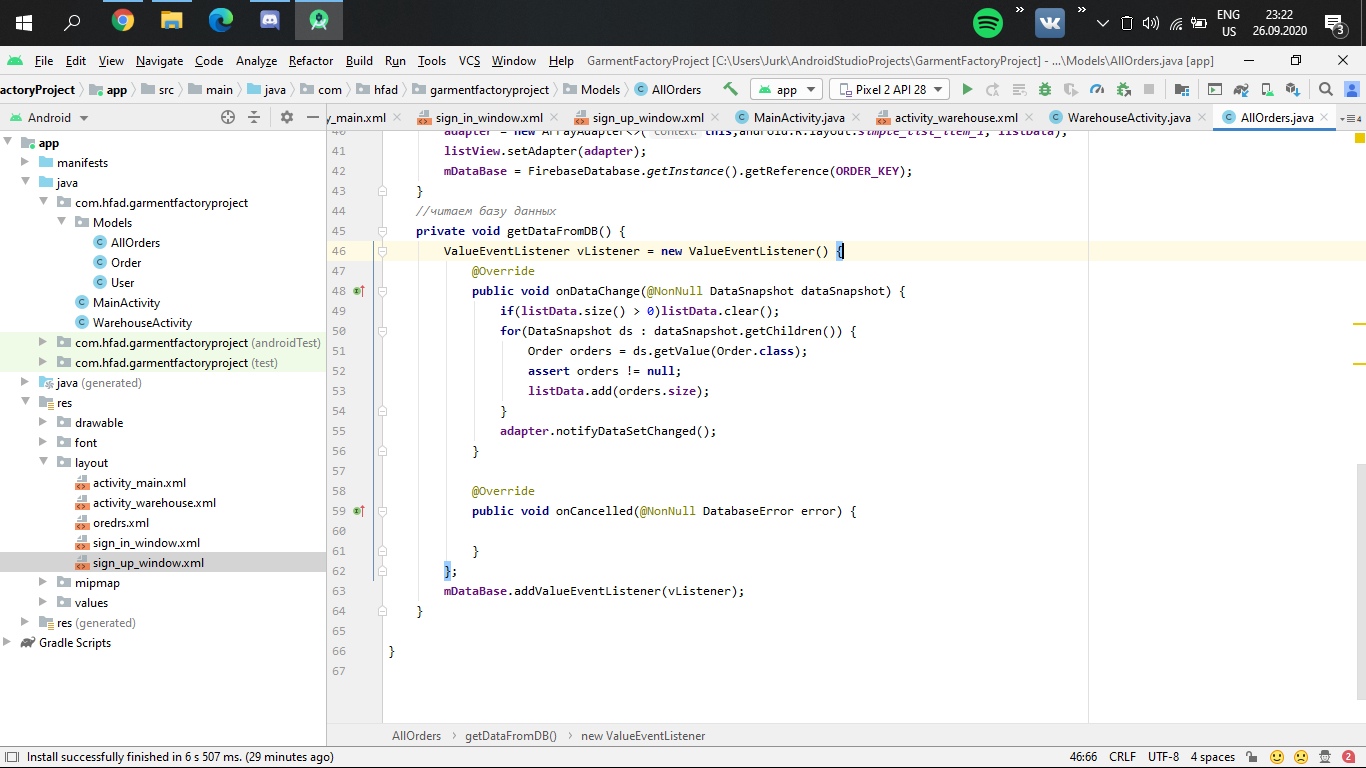 ENG
US
23:22
26.09.2020
3
File Edit View Navigate Code Analyze Refactor Build Run Tools VCS Window Help GarmentFactoryProject [C:\Users\Jurk\AndroidStudioProjects\GarmentFactoryProject] - ...\Models\AllOrders.java [app]
actoryProject app src main java com hfad garmentfactoryproject Models AllOrders app Pixel 2 API 28
Android y_main.xml sign_in_window.xml sign_up_window.xml MainActivity.java activity_warehouse.xml WarehouseActivity.java AllOrders.java 4
app
manifests
java
com.hfad.garmentfactoryproject
Models
AllOrders
Order
User
MainActivity
WarehouseActivity
com.hfad.garmentfactoryproject (androidTest)
com.hfad.garmentfactoryproject (test)
java (generated)
res
drawable
font
layout
activity_main.xml
activity_warehouse.xml
oredrs.xml
sign_in_window.xml
sign_up_window.xml
mipmap
values
res (generated)
Gradle Scripts
40 adapter = new ArrayAdapter<>( context: this,android.R.layout.simple_list_item_1, listData);
41 listView.setAdapter(adapter);
42 mDataBase = FirebaseDatabase.getInstance().getReference(ORDER_KEY);
43 }
44 //читаем базу данных
45 private void getDataFromDB() {
46 ValueEventListener vListener = new ValueEventListener() {
47 @Override
48 public void onDataChange(@NonNull DataSnapshot dataSnapshot) {
49 if(listData.size() > 0)listData.clear();
50 for(DataSnapshot ds : dataSnapshot.getChildren()) {
51 Order orders = ds.getValue(Order.class);
52 assert orders != null;
53 listData.add(orders.size);
54 }
55 adapter.notifyDataSetChanged();
56 }
57
58 @Override
59 public void onCancelled(@NonNull DatabaseError error) {
60
61 }
62 };
63 mDataBase.addValueEventListener(vListener);
64 }
65
66 }
67
AllOrders getDataFromDB() new ValueEventListener
Install successfully finished in 6 s 507 ms. (29 minutes ago) 46:66 CRLF UTF-8 4 spaces 2